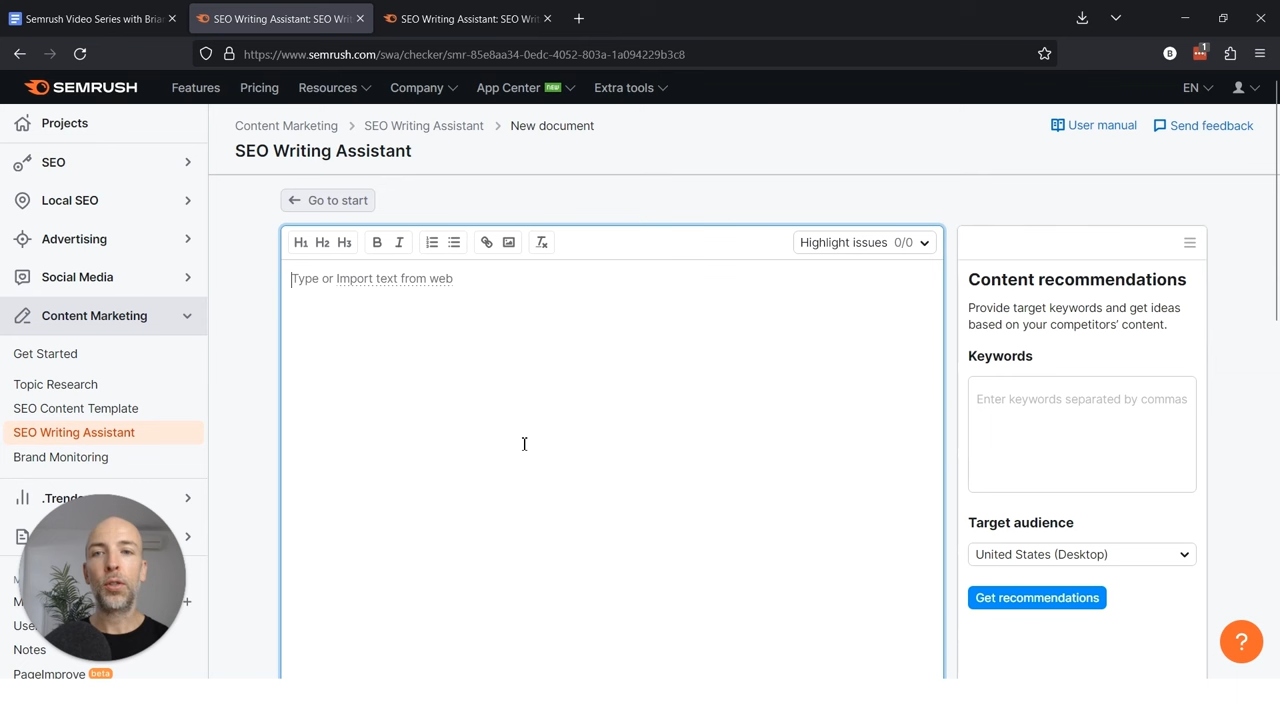 Semrush Video Series with Bria
SEO Writing Assistant: SEO Wri
SEO Writing Assistant: SEO Wri
https://www.semrush.com/swa/checker/smr-85e8aa34-0edc-4052-803a-1a094229b3c8
B
1
SEMRUSH
Features
Pricing
Resources
Company
App Center NEW
Extra tools
EN
Projects
SEO
Local SEO
Advertising
Social Media
Content Marketing
Get Started
Topic Research
SEO Content Template
SEO Writing Assistant
Brand Monitoring
.Trends
M
M
Use
Notes
PageImprove beta
Content Marketing > SEO Writing Assistant > New document
User manual
Send feedback
SEO Writing Assistant
Go to start
H1 H2 H3 B I
Highlight issues 0/0
Type or Import text from web
Content recommendations
Provide target keywords and get ideas
based on your competitors' content.
Keywords
Enter keywords separated by commas
Target audience
United States (Desktop)
Get recommendations
?